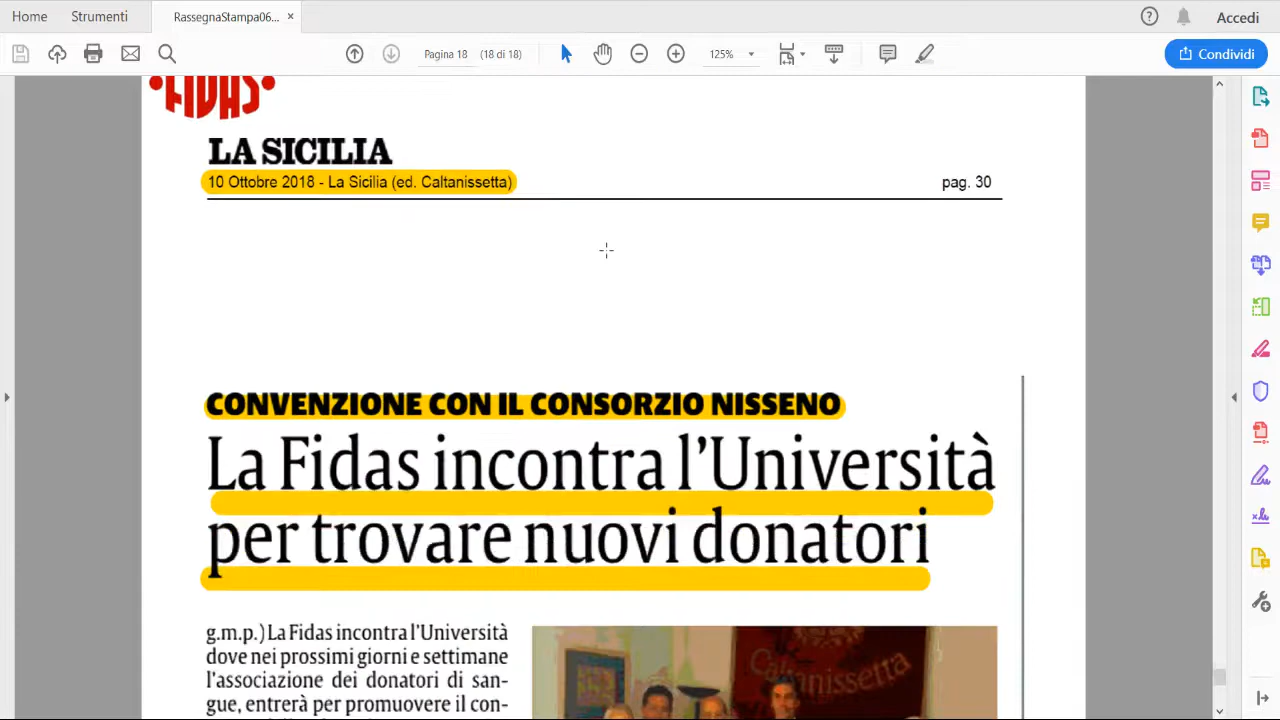 Home Strumenti RassegnaStampa06... × Accedi
Pagina 18 (18 di 18) 125% Condividi
FIDAS
LA SICILIA
10 Ottobre 2018 - La Sicilia (ed. Caltanissetta) pag. 30
CONVENZIONE CON IL CONSORZIO NISSENO
La Fidas incontra l'Università
per trovare nuovi donatori
g.m.p.) La Fidas incontra l'Università
dove nei prossimi giorni e settimane
l'associazione dei donatori di san-
gue, entrerà per promuovere il con-
Caltanissetta